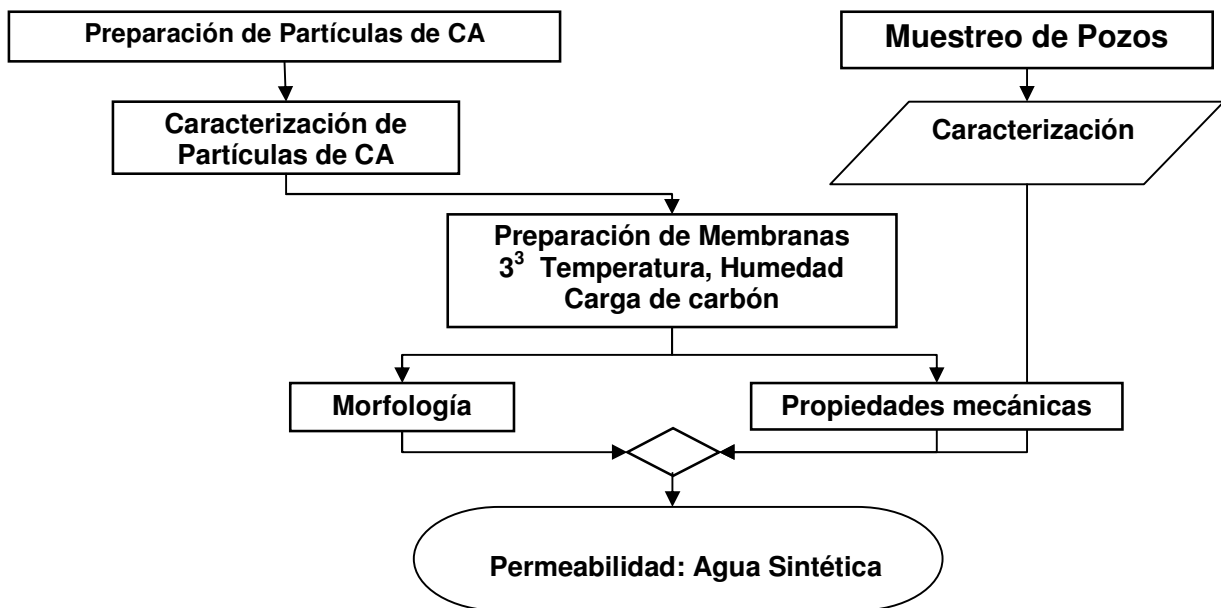 Preparación de Partículas de CA
Muestreo de Pozos
Caracterización de
Partículas de CA
Caracterización
Preparación de Membranas
3³ Temperatura, Humedad
Carga de carbón
Morfología
Propiedades mecánicas
Permeabilidad: Agua Sintética